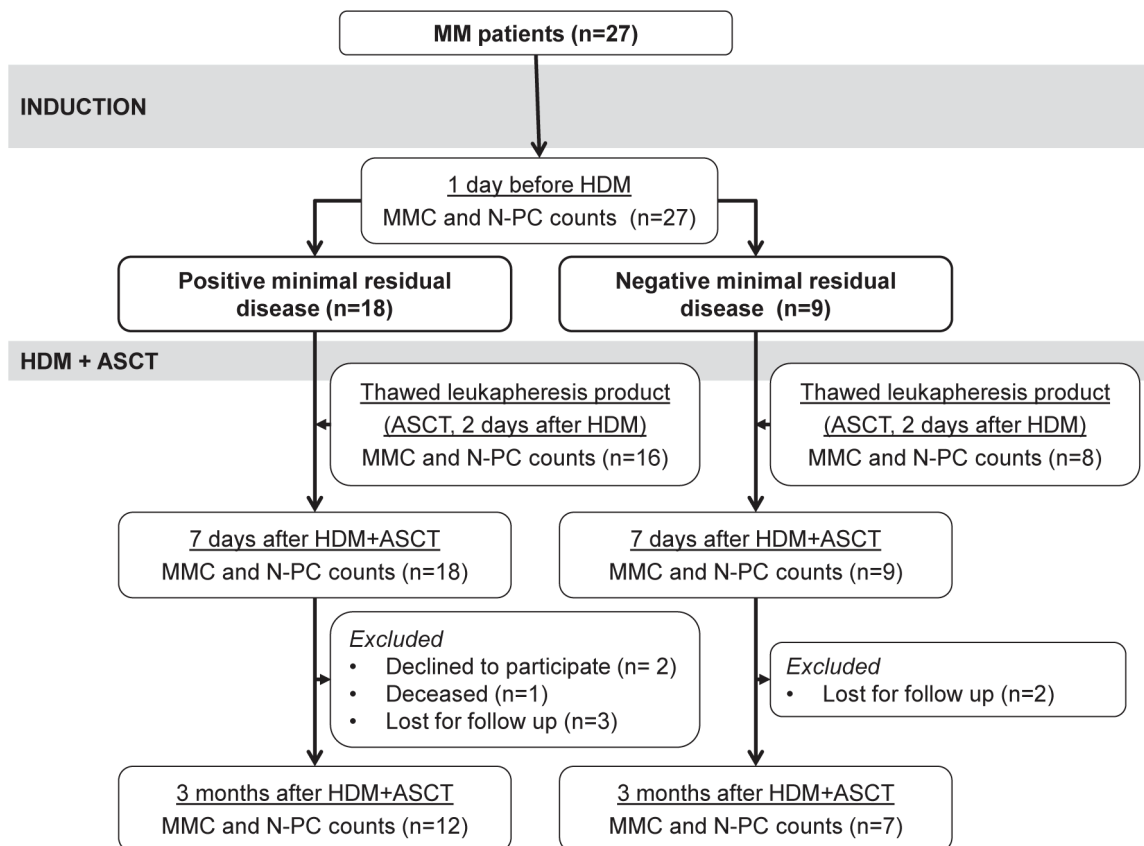 MM patients (n=27)
INDUCTION
1 day before HDM
MMC and N-PC counts (n=27)
Positive minimal residual
disease (n=18)
Negative minimal residual
disease (n=9)
HDM + ASCT
Thawed leukapheresis product
(ASCT, 2 days after HDM)
MMC and N-PC counts (n=16)
Thawed leukapheresis product
(ASCT, 2 days after HDM)
MMC and N-PC counts (n=8)
7 days after HDM+ASCT
MMC and N-PC counts (n=18)
7 days after HDM+ASCT
MMC and N-PC counts (n=9)
Excluded
• Declined to participate (n= 2)
• Deceased (n=1)
• Lost for follow up (n=3)
Excluded
• Lost for follow up (n=2)
3 months after HDM+ASCT
MMC and N-PC counts (n=12)
3 months after HDM+ASCT
MMC and N-PC counts (n=7)